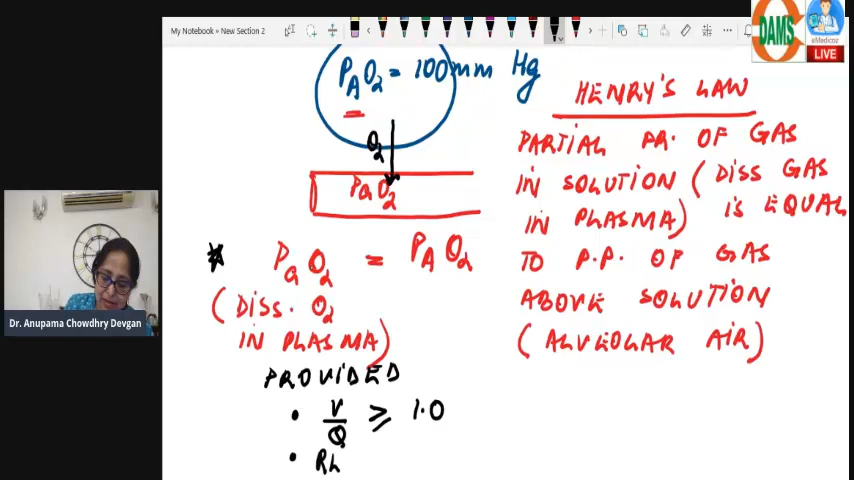 My Notebook » New Section 2
DAMS
eMedicoz
LIVE
PAO2 = 100mm Hg
O2
PaO2
HENRY'S LAW
PARTIAL PR. OF GAS
IN SOLUTION (DISS GAS
IN PLASMA) IS EQUAL
TO P.P. OF GAS
ABOVE SOLUTION
(ALVEOLAR AIR)
* PaO2 = PAO2
(DISS. O2
IN PLASMA)
PROVIDED
• V/Q ≥ 1.0
• RL
Dr. Anupama Chowdhry Devgan